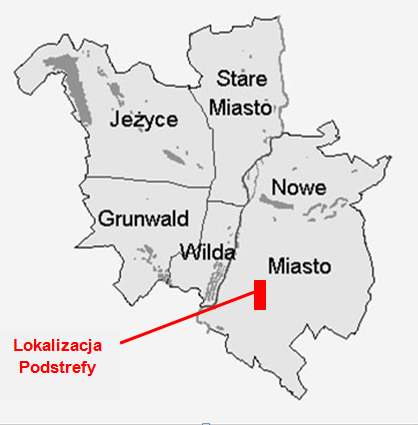 Stare
Miasto
Jeżyce
Nowe
Grunwald
Wilda
Miasto
Lokalizacja
Podstrefy